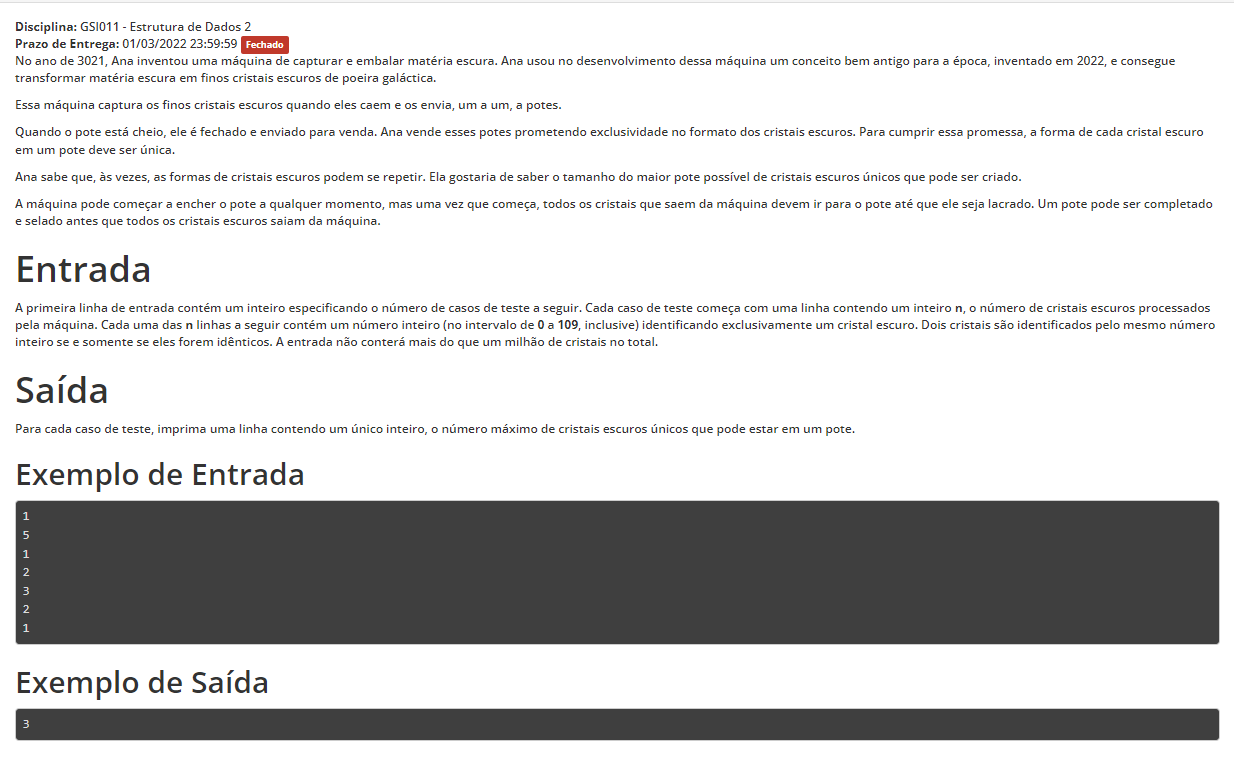 Disciplina: GSI011 - Estrutura de Dados 2
Prazo de Entrega: 01/03/2022 23:59:59 Fechado
No ano de 3021, Ana inventou uma máquina de capturar e embalar matéria escura. Ana usou no desenvolvimento dessa máquina um conceito bem antigo para a época, inventado em 2022, e consegue
transformar matéria escura em finos cristais escuros de poeira galáctica.
Essa máquina captura os finos cristais escuros quando eles caem e os envia, um a um, a potes.
Quando o pote está cheio, ele é fechado e enviado para venda. Ana vende esses potes prometendo exclusividade no formato dos cristais escuros. Para cumprir essa promessa, a forma de cada cristal escuro
em um pote deve ser única.
Ana sabe que, às vezes, as formas de cristais escuros podem se repetir. Ela gostaria de saber o tamanho do maior pote possível de cristais escuros únicos que pode ser criado.
A máquina pode começar a encher o pote a qualquer momento, mas uma vez que começa, todos os cristais que saem da máquina devem ir para o pote até que ele seja lacrado. Um pote pode ser completado
e selado antes que todos os cristais escuros saiam da máquina.
Entrada
A primeira linha de entrada contém um inteiro especificando o número de casos de teste a seguir. Cada caso de teste começa com uma linha contendo um inteiro n, o número de cristais escuros processados
pela máquina. Cada uma das n linhas a seguir contém um número inteiro (no intervalo de 0 a 109, inclusive) identificando exclusivamente um cristal escuro. Dois cristais são identificados pelo mesmo número
inteiro se e somente se eles forem idênticos. A entrada não conterá mais do que um milhão de cristais no total.
Saída
Para cada caso de teste, imprima uma linha contendo um único inteiro, o número máximo de cristais escuros únicos que pode estar em um pote.
Exemplo de Entrada
1
5
1
2
3
2
1
Exemplo de Saída
3